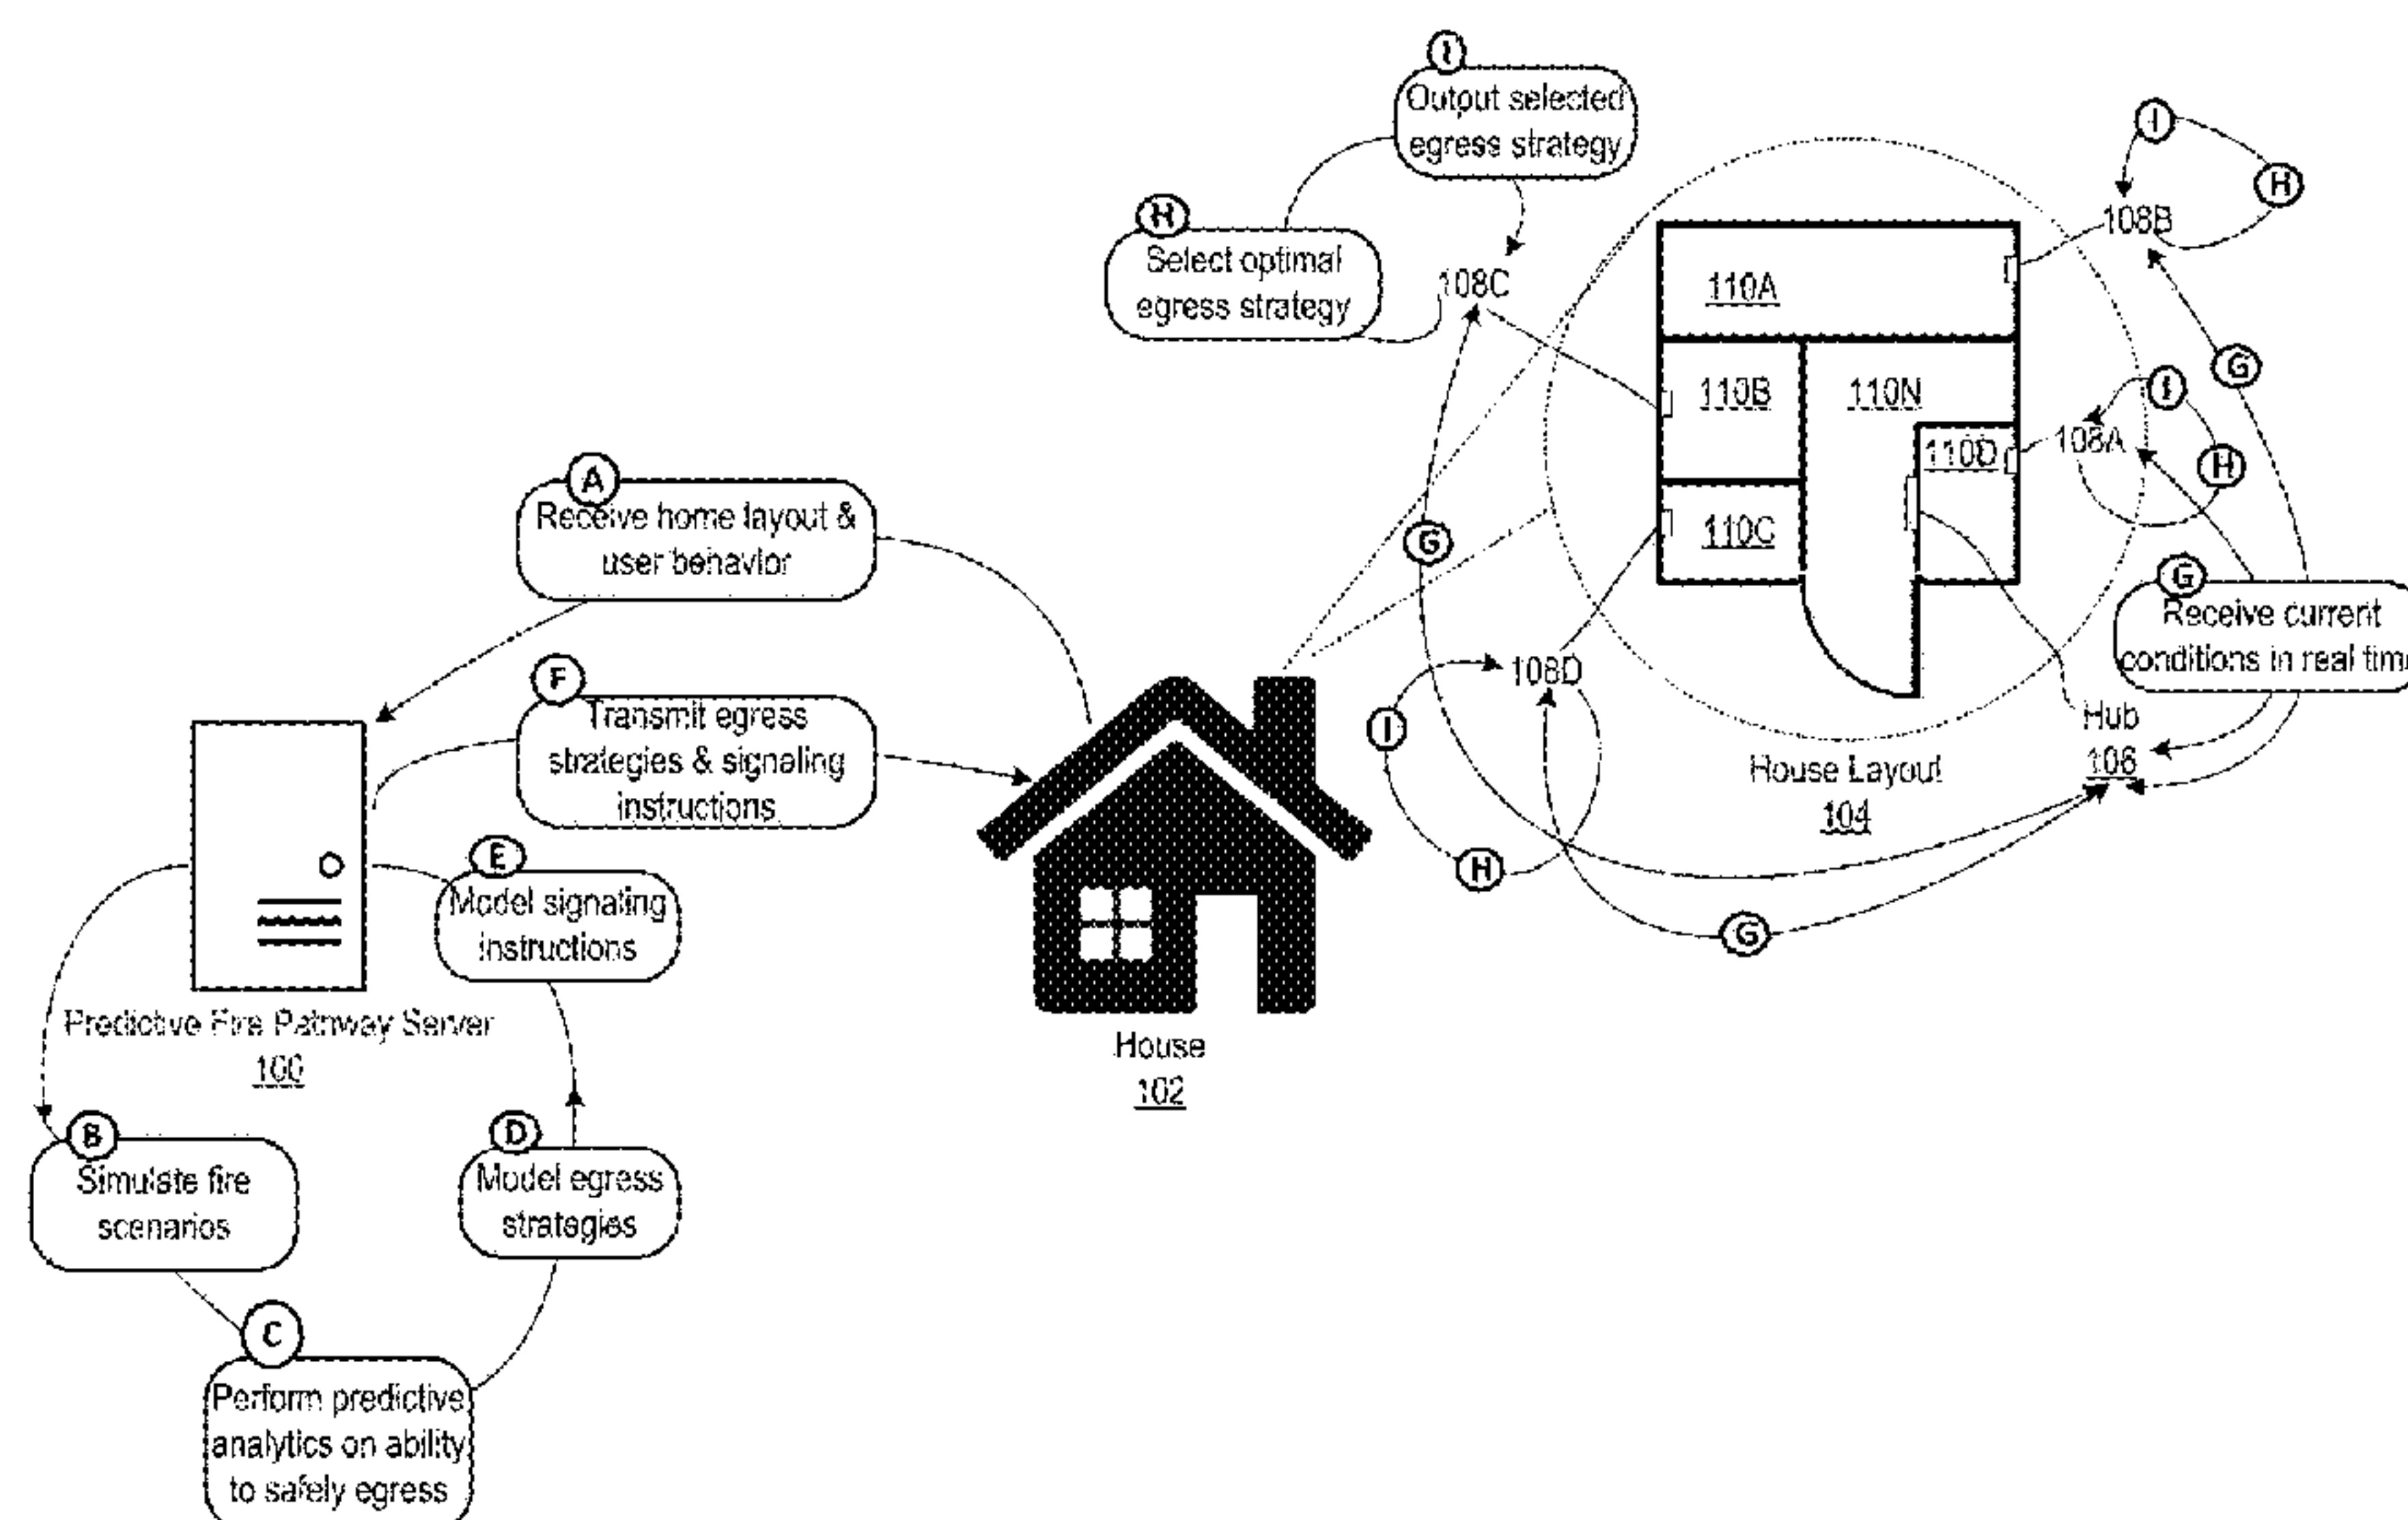 I
Output selected
egress strategy
H
Select optimal
egress strategy
108C
I
H
108B
110A
G
110B
110N
I
108A
110D
H
G
110C
G
Receive current
conditions in real tim
108D
Hub
106
I
House Layout
104
H
G
A
Receive home layout &
user behavior
F
Transmit egress
strategies & signaling
instructions
E
Model signaling
instructions
Predictive Fire Pathway Server
100
House
102
B
Simulate fire
scenarios
D
Model egress
strategies
C
Perform predictive
analytics on ability
to safely egress